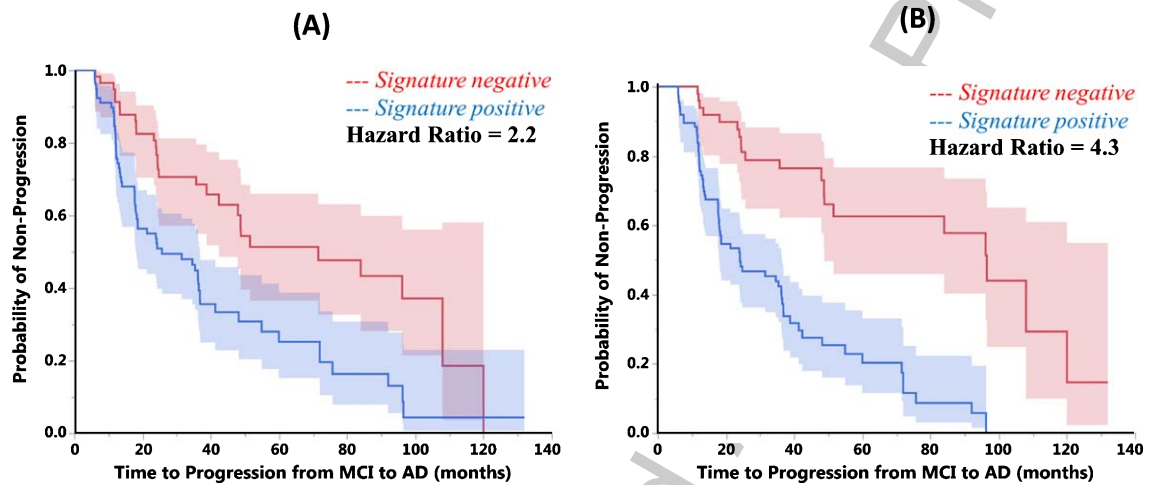 (A)
--- Signature negative
--- Signature positive
Hazard Ratio = 2.2
Probability of Non-Progression
1.0
0.8
0.6
0.4
0.2
0.0
0 20 40 60 80 100 120 140
Time to Progression from MCI to AD (months)
(B)
--- Signature negative
--- Signature positive
Hazard Ratio = 4.3
Probability of Non-Progression
1.0
0.8
0.6
0.4
0.2
0.0
0 20 40 60 80 100 120 140
Time to Progression from MCI to AD (months)